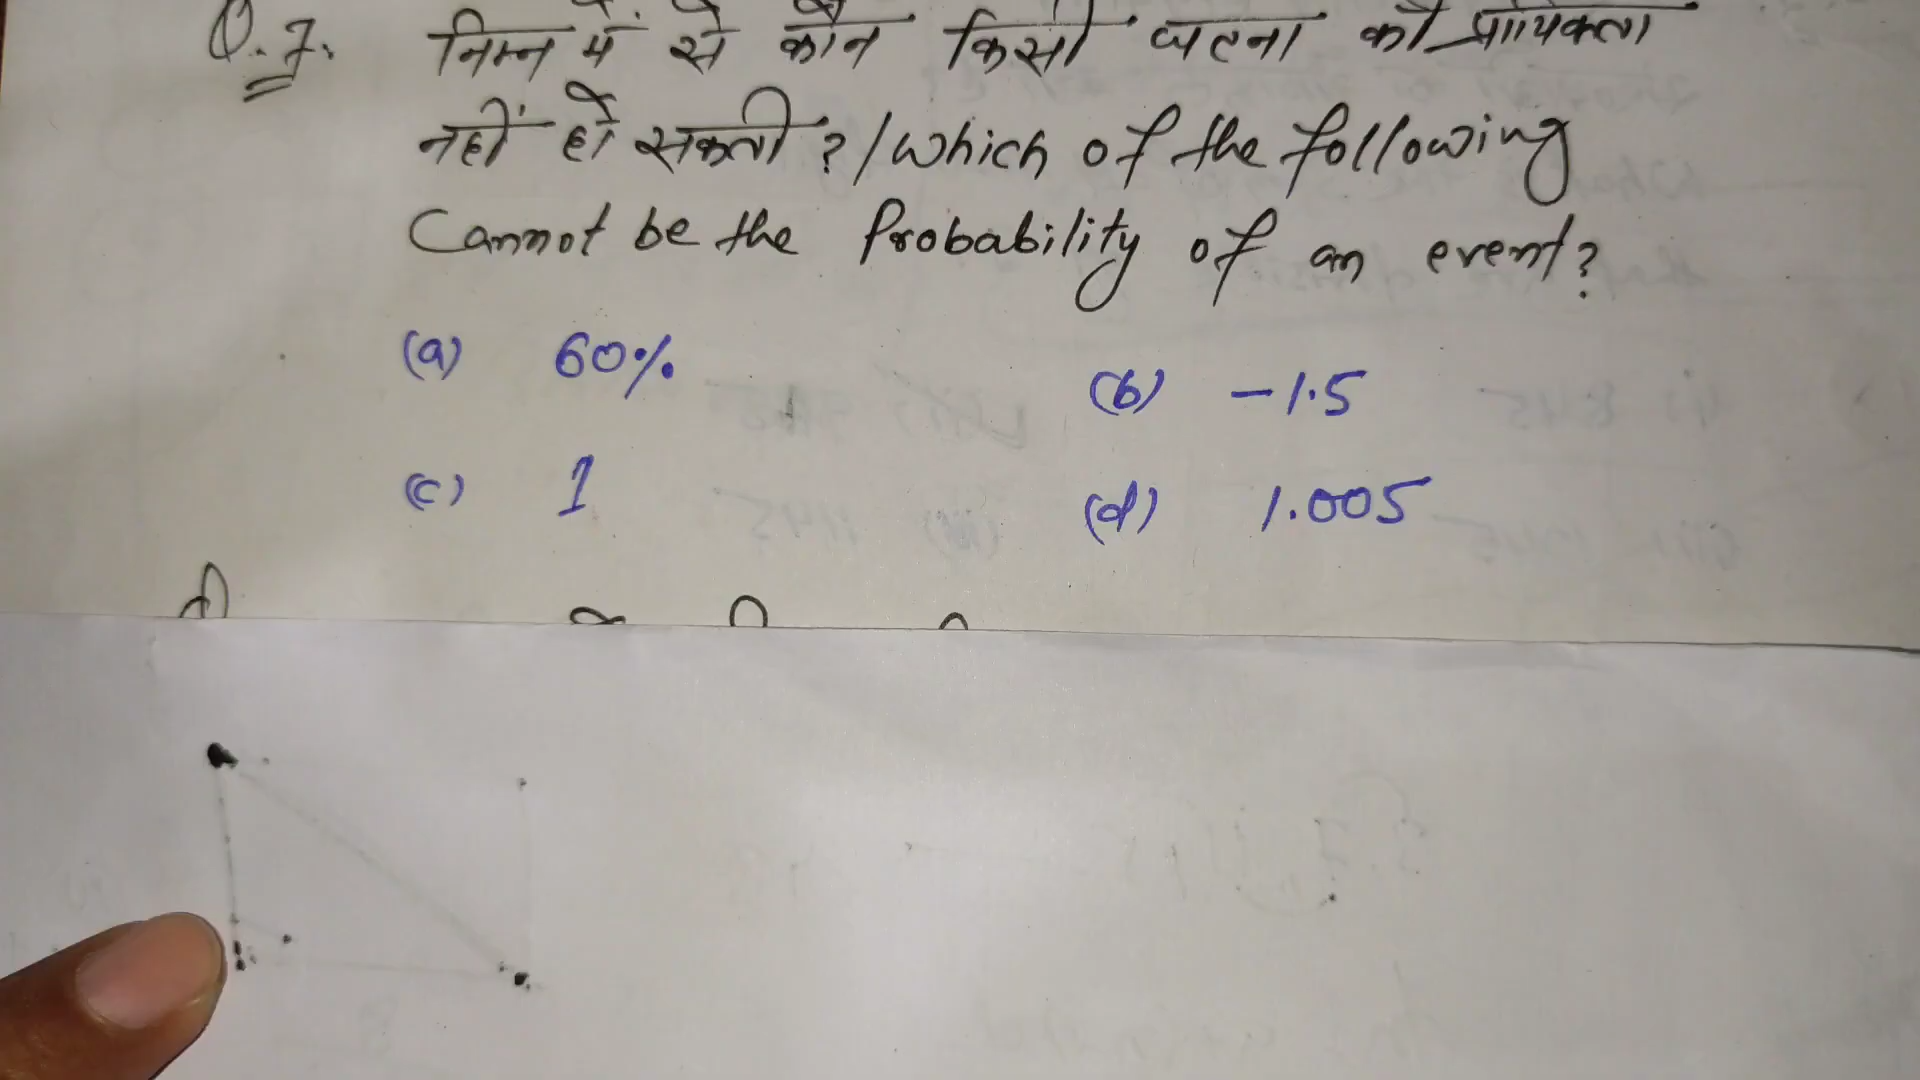 Q.7. निम्न में से कौन किसी घटना की प्रायिकता
नहीं हो सकती ? / Which of the following
Cannot be the Probability of an event?
(a) 60% (b) -1.5
(c) 1 (d) 1.005